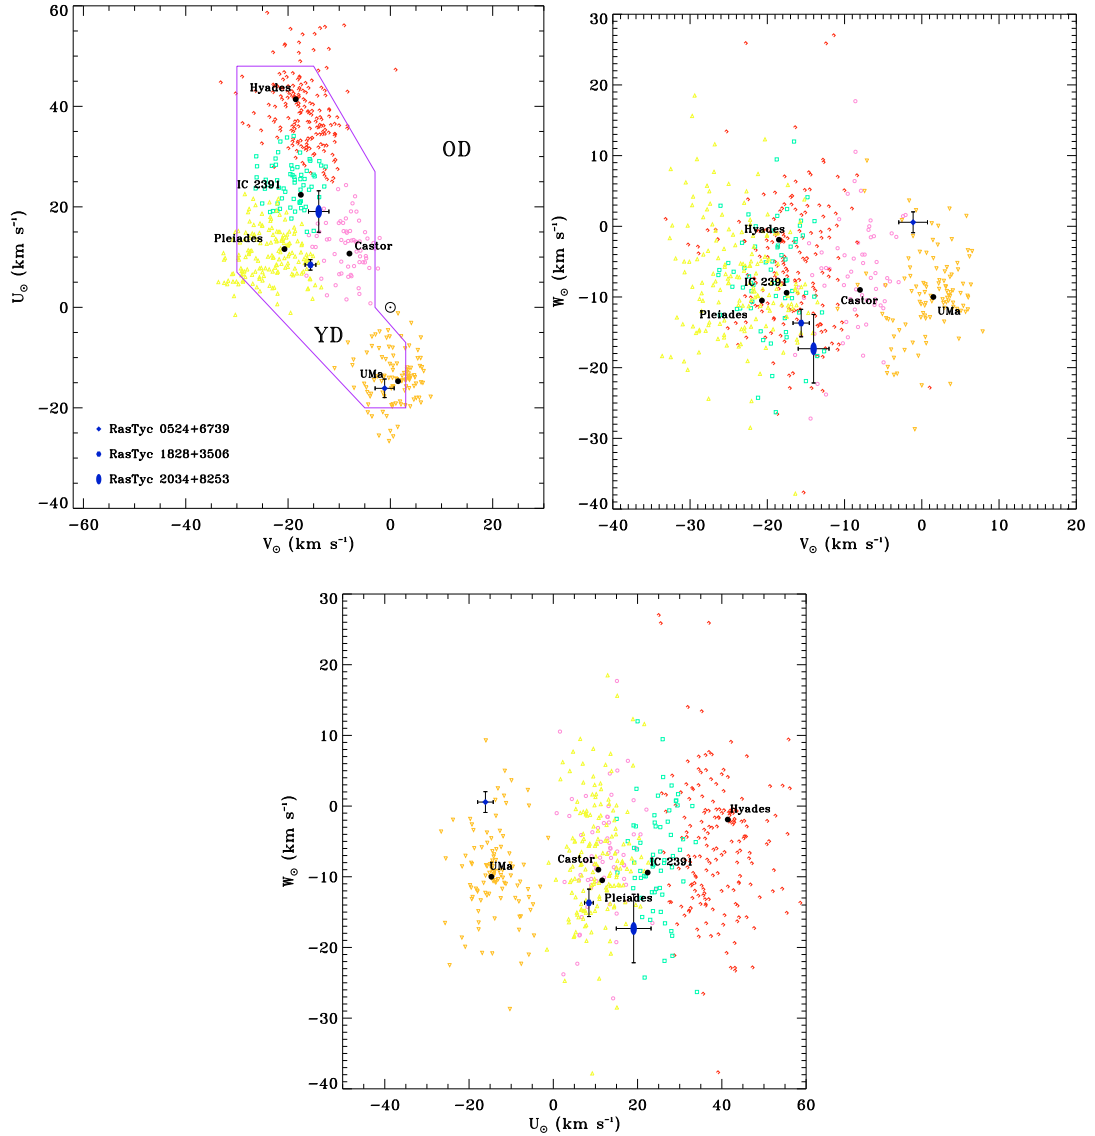 60
40
20
0
−20
−40
U⊙ (km s⁻¹)
Hyades
OD
IC 2391
Pleiades
Castor
YD
UMa
RasTyc 0524+6739
RasTyc 1828+3506
RasTyc 2034+8253
−60 −40 −20 0 20
V⊙ (km s⁻¹)
30
20
10
0
−10
−20
−30
−40
W⊙ (km s⁻¹)
Hyades
IC 2391
Pleiades
Castor
UMa
−40 −30 −20 −10 0 10 20
V⊙ (km s⁻¹)
30
20
10
0
−10
−20
−30
−40
W⊙ (km s⁻¹)
Hyades
Castor
IC 2391
UMa
Pleiades
−40 −20 0 20 40 60
U⊙ (km s⁻¹)